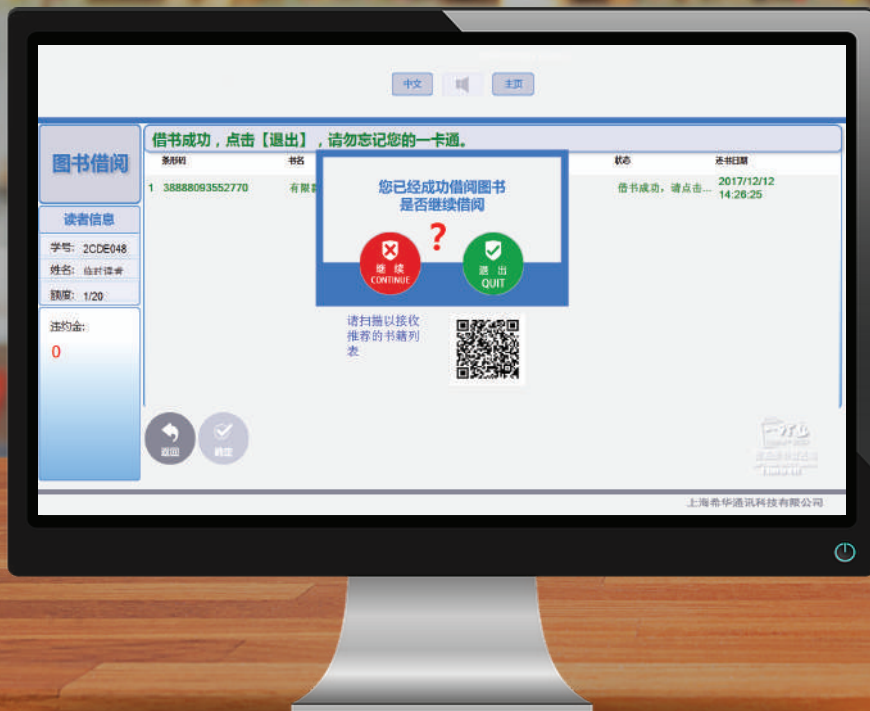 中文
主页
图书借阅
借书成功，点击【退出】，请勿忘记您的一卡通。
条形码 书名 状态 还书日期
1 38888093552770 有限 借书成功，请点击... 2017/12/12
14:26:25
您已经成功借阅图书
是否继续借阅
?
继 续
CONTINUE
退 出
QUIT
读者信息
学号: 2CDE048
姓名: 临时读者
额度: 1/20
违约金:
0
请扫描以接收
推荐的书籍列
表
返回
确定
上海希华通讯科技有限公司